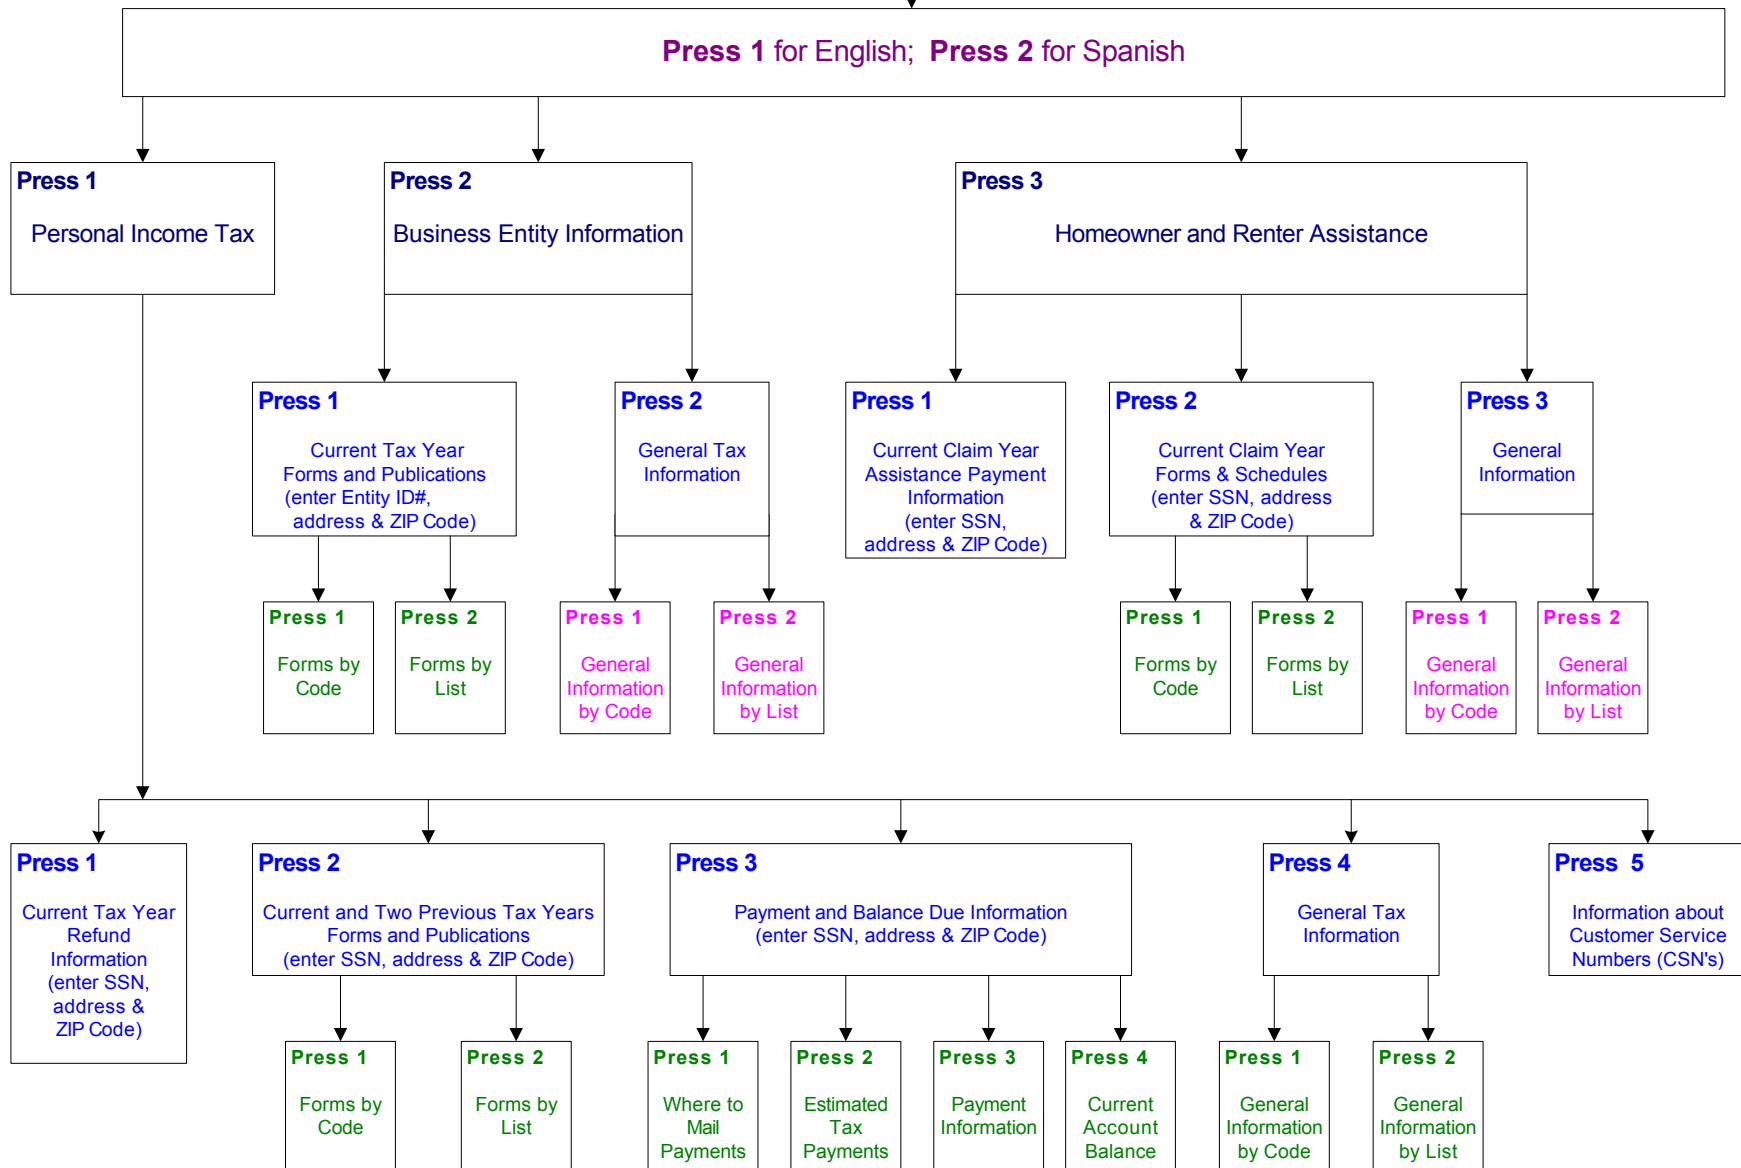 Press 1 for English;  Press 2 for Spanish
Press 1
Personal Income Tax
Press 2
Business Entity Information
Press 3
Homeowner and Renter Assistance
Press 1
Current Tax Year
Forms and Publications
(enter Entity ID#,
address & ZIP Code)
Press 2
General Tax
Information
Press 1
Current Claim Year
Assistance Payment
Information
(enter SSN,
address & ZIP Code)
Press 2
Current Claim Year
Forms & Schedules
(enter SSN, address
& ZIP Code)
Press 3
General
Information
Press 1
Forms by
Code
Press 2
Forms by
List
Press 1
General
Information
by Code
Press 2
General
Information
by List
Press 1
Forms by
Code
Press 2
Forms by
List
Press 1
General
Information
by Code
Press 2
General
Information
by List
Press 1
Current Tax Year
Refund
Information
(enter SSN,
address &
ZIP Code)
Press 2
Current and Two Previous Tax Years
Forms and Publications
(enter SSN, address & ZIP Code)
Press 3
Payment and Balance Due Information
(enter SSN, address & ZIP Code)
Press 4
General Tax
Information
Press  5
Information about
Customer Service
Numbers (CSN's)
Press 1
Forms by
Code
Press 2
Forms by
List
Press 1
Where to
Mail
Payments
Press 2
Estimated
Tax
Payments
Press 3
Payment
Information
Press 4
Current
Account
Balance
Press 1
General
Information
by Code
Press 2
General
Information
by List